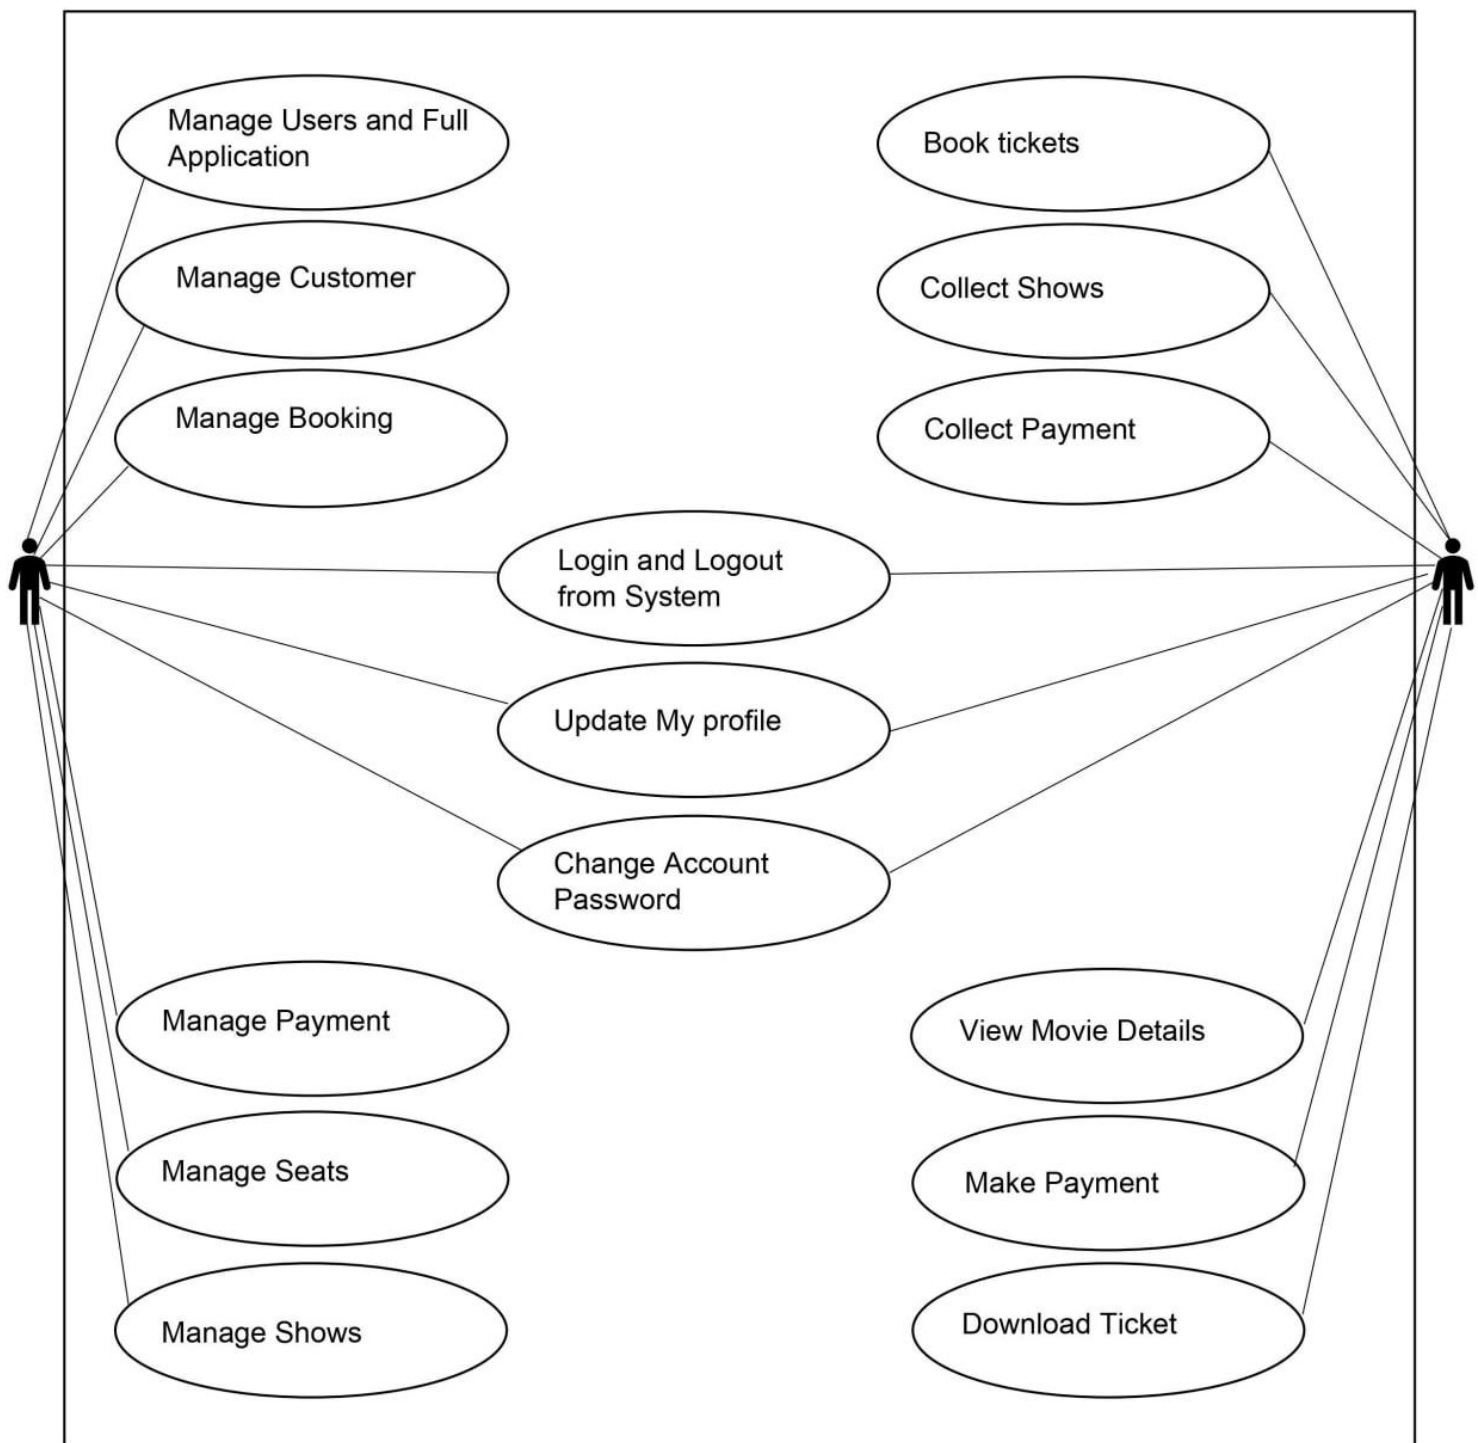 Manage Users and Full
Application
Book tickets
Manage Customer
Collect Shows
Manage Booking
Collect Payment
Login and Logout
from System
Update My profile
Change Account
Password
Manage Payment
View Movie Details
Manage Seats
Make Payment
Manage Shows
Download Ticket